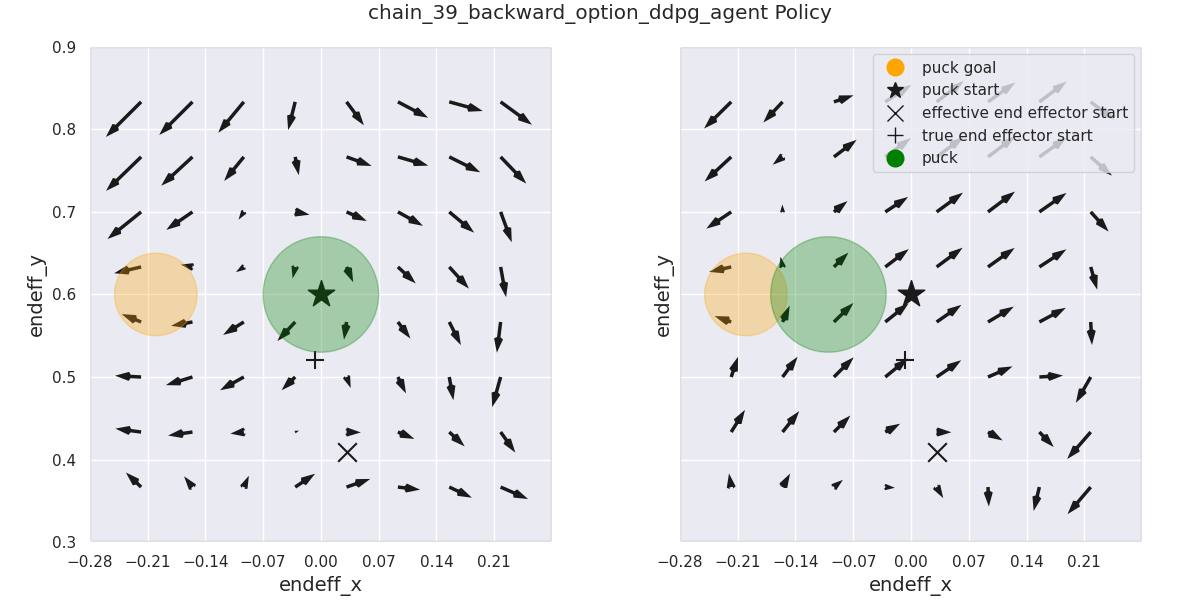 chain_39_backward_option_ddpg_agent Policy
0.9
0.8
0.7
0.6
0.5
0.4
0.3
endeff_y
−0.28 −0.21 −0.14 −0.07 0.00 0.07 0.14 0.21
endeff_x
puck goal
puck start
effective end effector start
true end effector start
puck
endeff_y
−0.28 −0.21 −0.14 −0.07 0.00 0.07 0.14 0.21
endeff_x